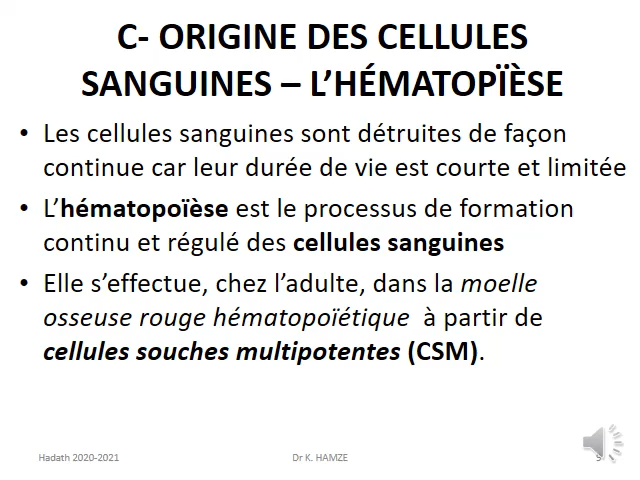 C- ORIGINE DES CELLULES
SANGUINES – L’HÉMATOPÏÈSE
• Les cellules sanguines sont détruites de façon
continue car leur durée de vie est courte et limitée
• L’hématopoïèse est le processus de formation
continu et régulé des cellules sanguines
• Elle s’effectue, chez l’adulte, dans la moelle
osseuse rouge hématopoïétique à partir de
cellules souches multipotentes (CSM).
Hadath 2020-2021 Dr K. HAMZE